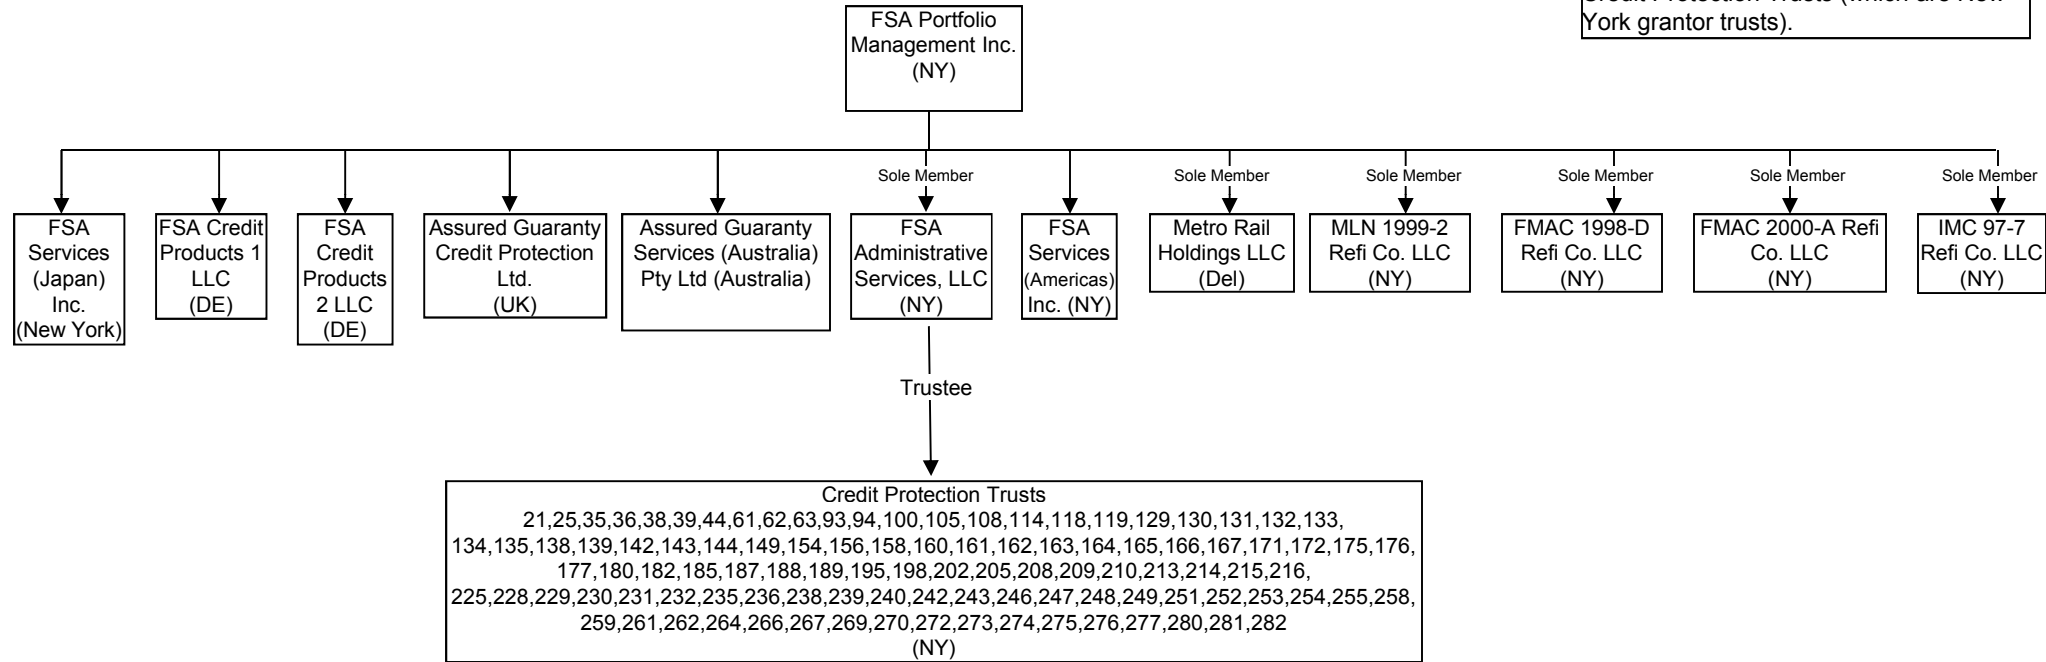 Credit Protection Trusts (which are New
York grantor trusts).
FSA Portfolio
Management Inc.
(NY)
Sole Member
Sole Member
Sole Member
Sole Member
Sole Member
Sole Member
FSA
Services
(Japan)
Inc.
(New York)
FSA Credit
Products 1
LLC
(DE)
FSA
Credit
Products
2 LLC
(DE)
Assured Guaranty
Credit Protection
Ltd.
(UK)
Assured Guaranty
Services (Australia)
Pty Ltd (Australia)
FSA
Administrative
Services, LLC
(NY)
FSA
Services
(Americas)
Inc. (NY)
Metro Rail
Holdings LLC
(Del)
MLN 1999-2
Refi Co. LLC
(NY)
FMAC 1998-D
Refi Co. LLC
(NY)
FMAC 2000-A Refi
Co. LLC
(NY)
IMC 97-7
Refi Co. LLC
(NY)
Trustee
Credit Protection Trusts
21,25,35,36,38,39,44,61,62,63,93,94,100,105,108,114,118,119,129,130,131,132,133,
134,135,138,139,142,143,144,149,154,156,158,160,161,162,163,164,165,166,167,171,172,175,176,
177,180,182,185,187,188,189,195,198,202,205,208,209,210,213,214,215,216,
225,228,229,230,231,232,235,236,238,239,240,242,243,246,247,248,249,251,252,253,254,255,258,
259,261,262,264,266,267,269,270,272,273,274,275,276,277,280,281,282
(NY)